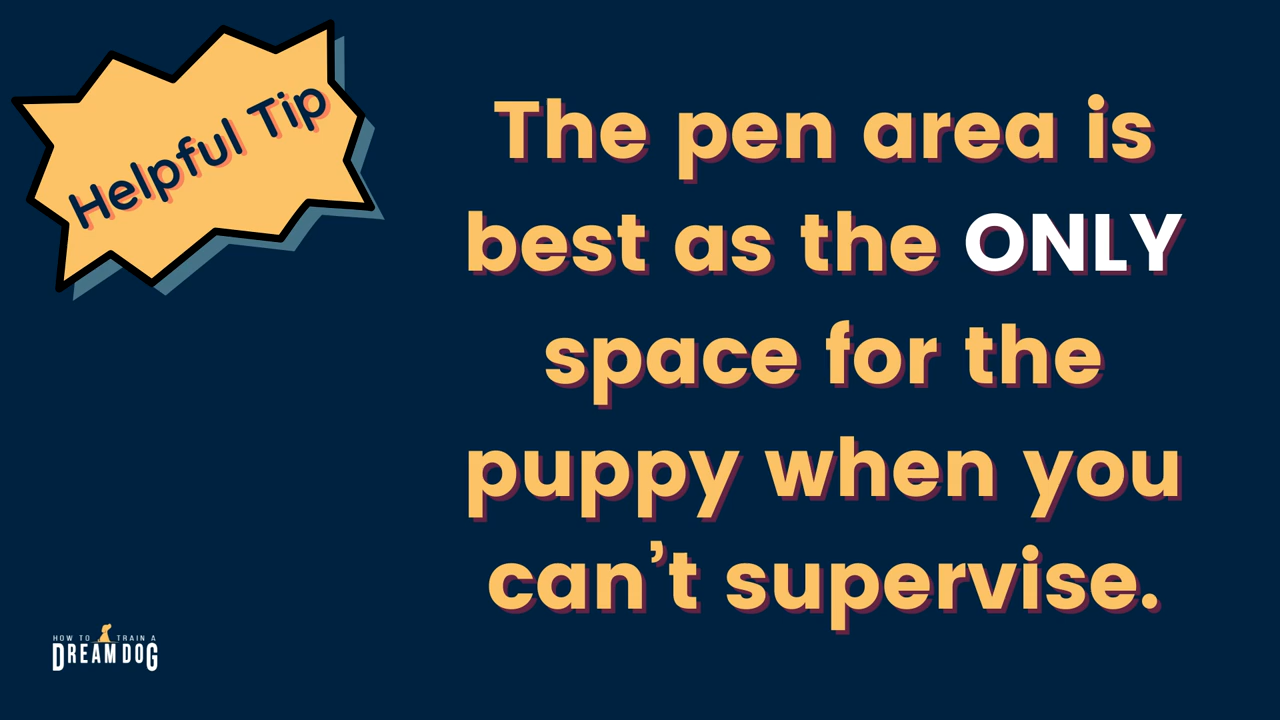 Helpful Tip
The pen area is
best as the ONLY
space for the
puppy when you
can’t supervise.
HOW TO TRAIN A
DREAM DOG